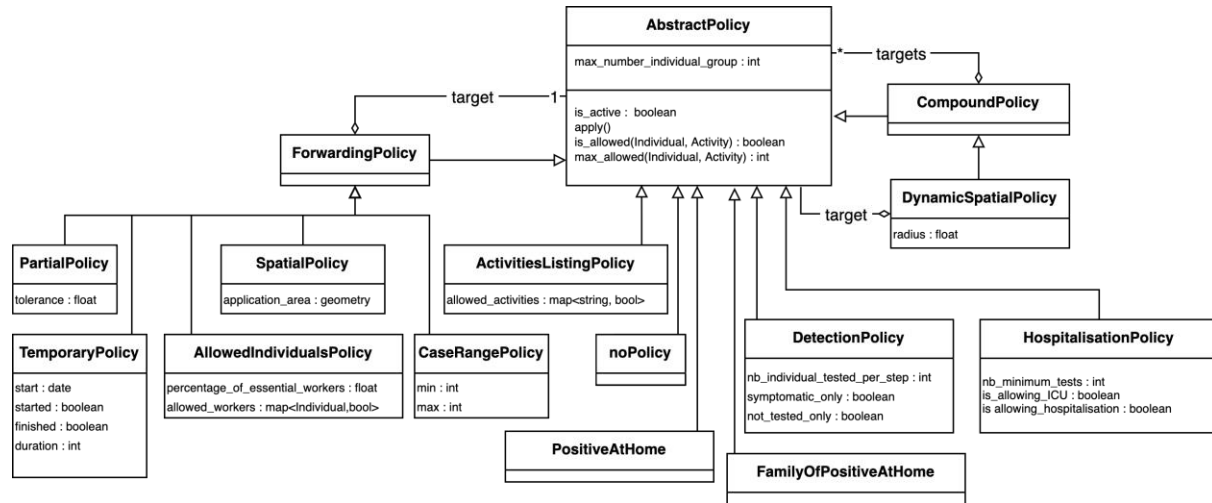 AbstractPolicy
max_number_individual_group : int
is_active : boolean
apply()
is_allowed(Individual, Activity) : boolean
max_allowed(Individual, Activity) : int
* targets
target 1
CompoundPolicy
ForwardingPolicy
DynamicSpatialPolicy
radius : float
target
PartialPolicy
tolerance : float
SpatialPolicy
application_area : geometry
ActivitiesListingPolicy
allowed_activities : map<string, bool>
TemporaryPolicy
start : date
started : boolean
finished : boolean
duration : int
AllowedIndividualsPolicy
percentage_of_essential_workers : float
allowed_workers : map<Individual,bool>
CaseRangePolicy
min : int
max : int
noPolicy
DetectionPolicy
nb_individual_tested_per_step : int
symptomatic_only : boolean
not_tested_only : boolean
HospitalisationPolicy
nb_minimum_tests : int
is_allowing_ICU : boolean
is allowing_hospitalisation : boolean
PositiveAtHome
FamilyOfPositiveAtHome